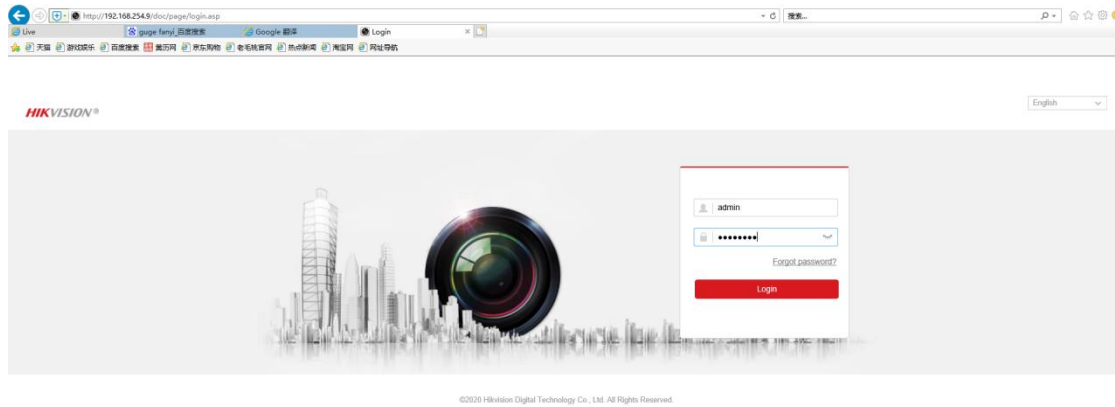 http://192.168.254.9/doc/page/login.asp
搜索...
Live
guge fanyi_百度搜索
Google 翻译
Login
天猫 游戏娱乐 百度搜索 黄历网 京东购物 老毛桃官网 热点新闻 淘宝网 网址导航
HIKVISION®
English
admin
Forgot password?
Login
©2020 Hikvision Digital Technology Co., Ltd. All Rights Reserved.